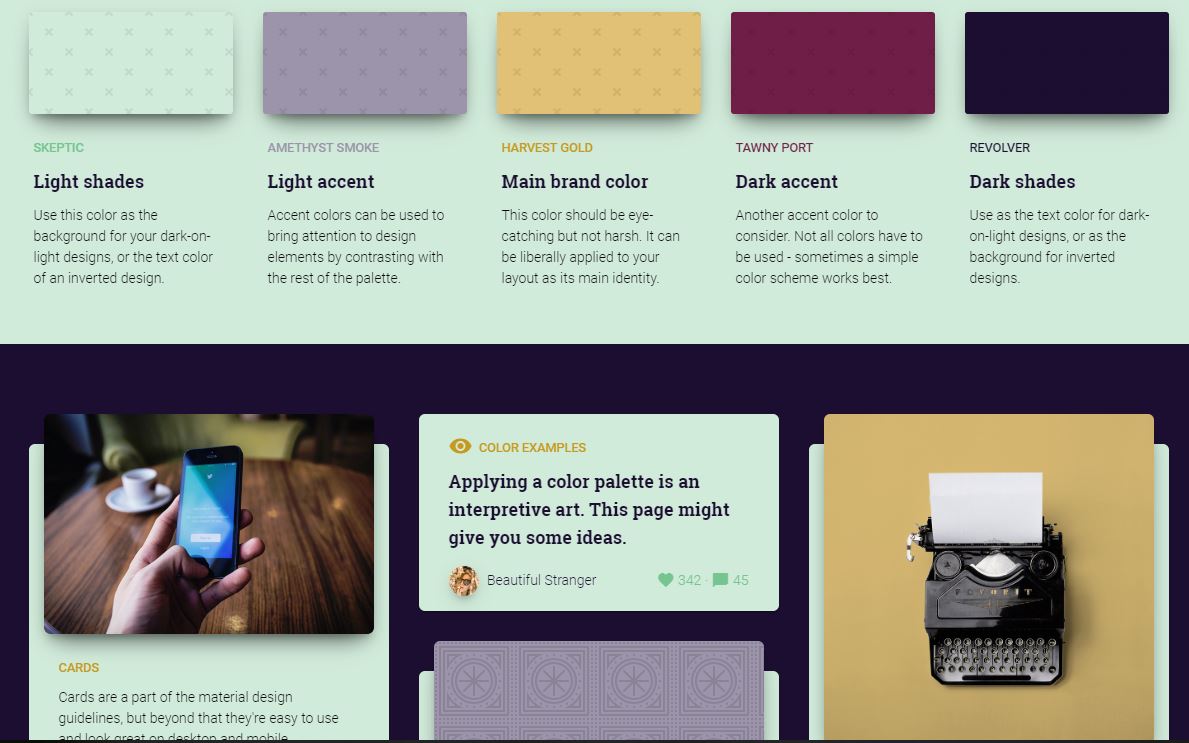 SKEPTIC
Light shades
Use this color as the
background for your dark-on-
light designs, or the text color
of an inverted design.
AMETHYST SMOKE
Light accent
Accent colors can be used to
bring attention to design
elements by contrasting with
the rest of the palette.
HARVEST GOLD
Main brand color
This color should be eye-
catching but not harsh. It can
be liberally applied to your
layout as its main identity.
TAWNY PORT
Dark accent
Another accent color to
consider. Not all colors have to
be used - sometimes a simple
color scheme works best.
REVOLVER
Dark shades
Use as the text color for dark-
on-light designs, or as the
background for inverted
designs.
CARDS
Cards are a part of the material design
guidelines, but beyond that they're easy to use
and look great on desktop and mobile.
COLOR EXAMPLES
Applying a color palette is an
interpretive art. This page might
give you some ideas.
Beautiful Stranger
342 · 45
FAVORIT